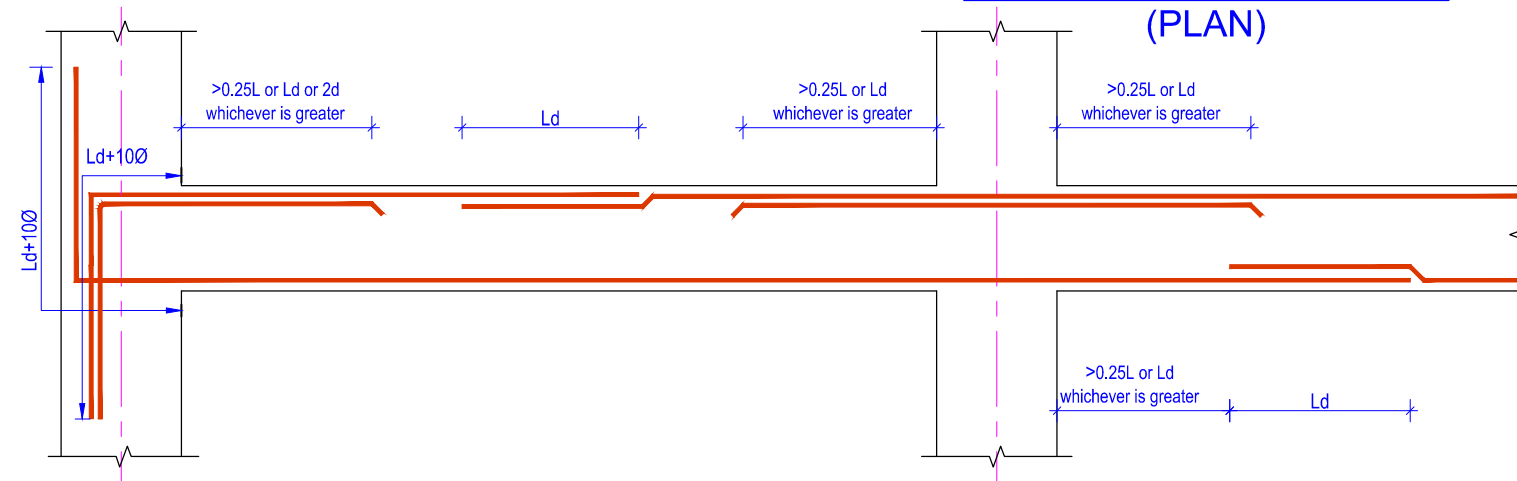 (PLAN)
>0.25L or Ld or 2d
whichever is greater
Ld
>0.25L or Ld
whichever is greater
>0.25L or Ld
whichever is greater
Ld+10Ø
Ld+10Ø
>0.25L or Ld
whichever is greater
Ld